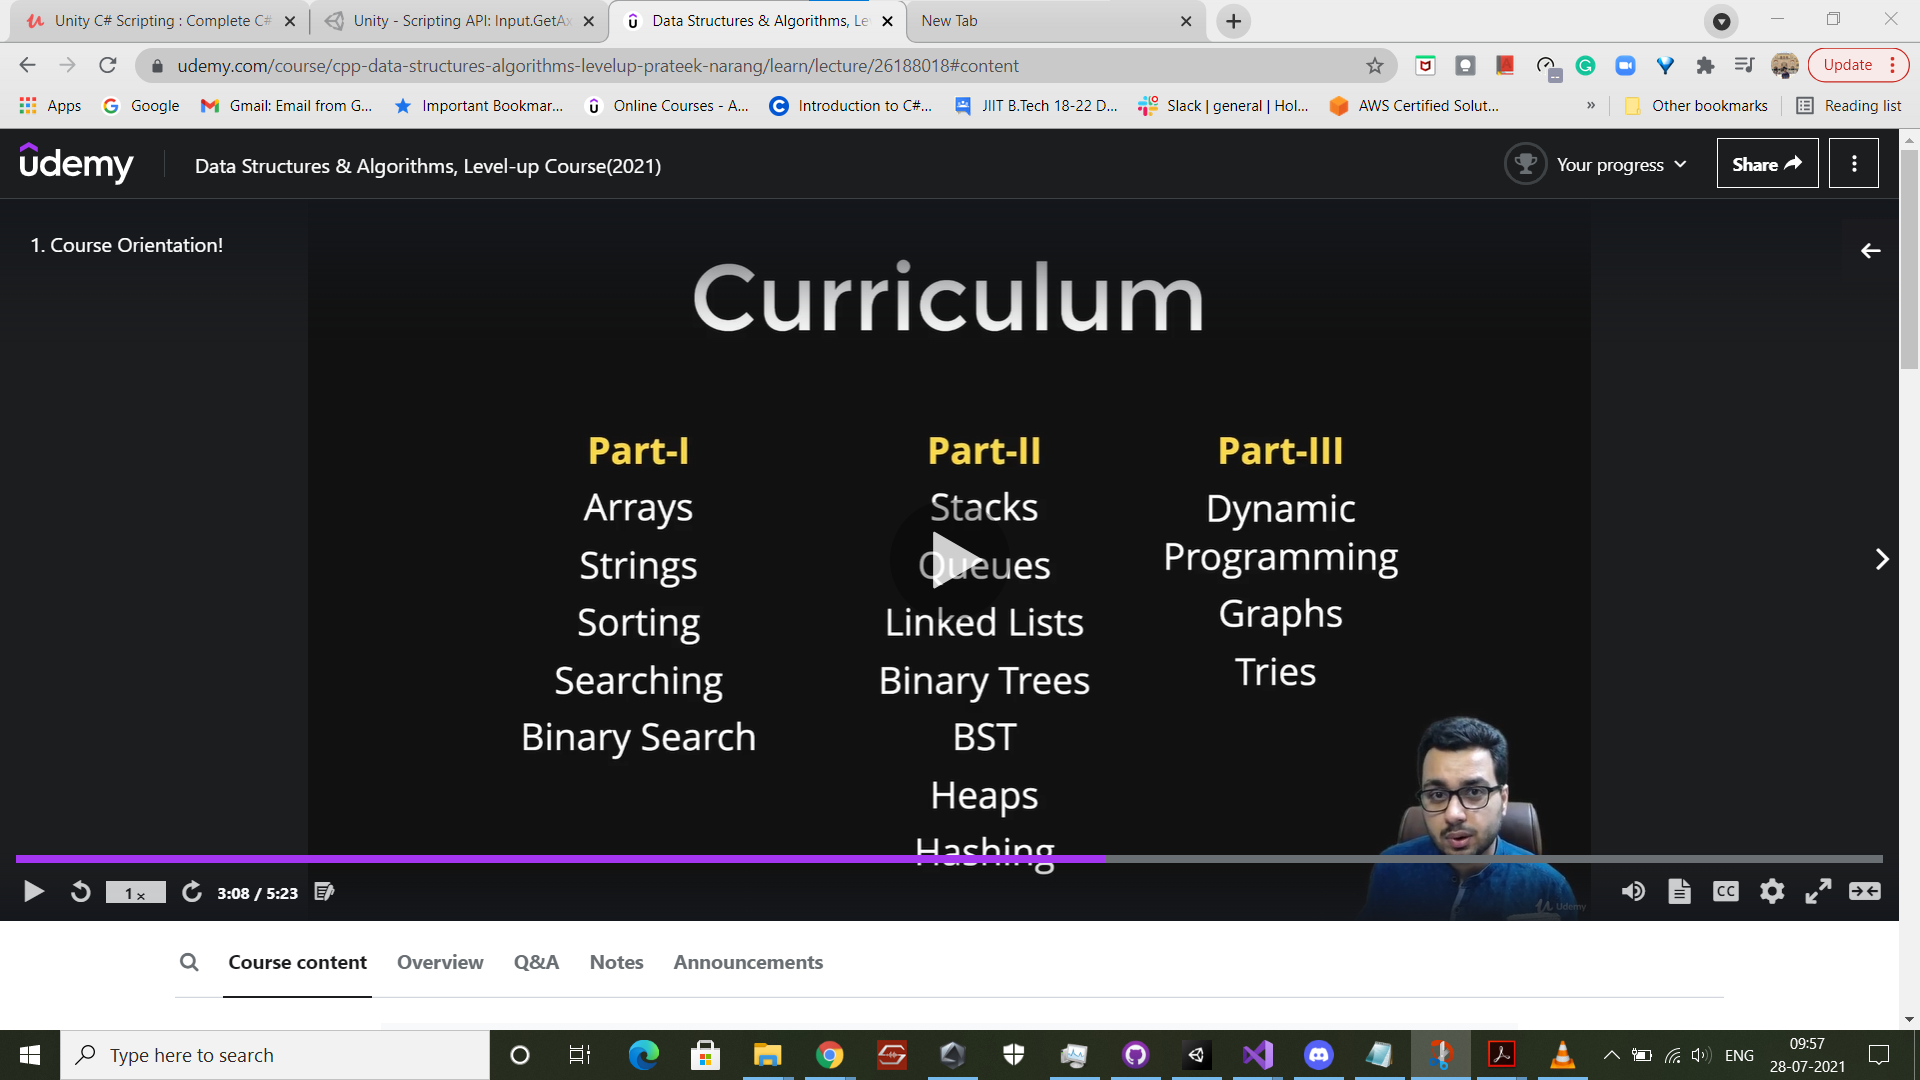 Unity C# Scripting : Complete C#
Unity - Scripting API: Input.GetAx
Data Structures & Algorithms, Le
New Tab
udemy.com/course/cpp-data-structures-algorithms-levelup-prateek-narang/learn/lecture/26188018#content
Update
Apps
Google
Gmail: Email from G...
Important Bookmar...
Online Courses - A...
Introduction to C#...
JIIT B.Tech 18-22 D...
Slack | general | Hol...
AWS Certified Solut...
»
Other bookmarks
Reading list
udemy
Data Structures & Algorithms, Level-up Course(2021)
Your progress
Share
1. Course Orientation!
Curriculum
Part-I
Arrays
Strings
Sorting
Searching
Binary Search
Part-II
Stacks
Queues
Linked Lists
Binary Trees
BST
Heaps
Hashing
Part-III
Dynamic
Programming
Graphs
Tries
Udemy
1 x
3:08 / 5:23
CC
Course content
Overview
Q&A
Notes
Announcements
Type here to search
ENG
09:57
28-07-2021